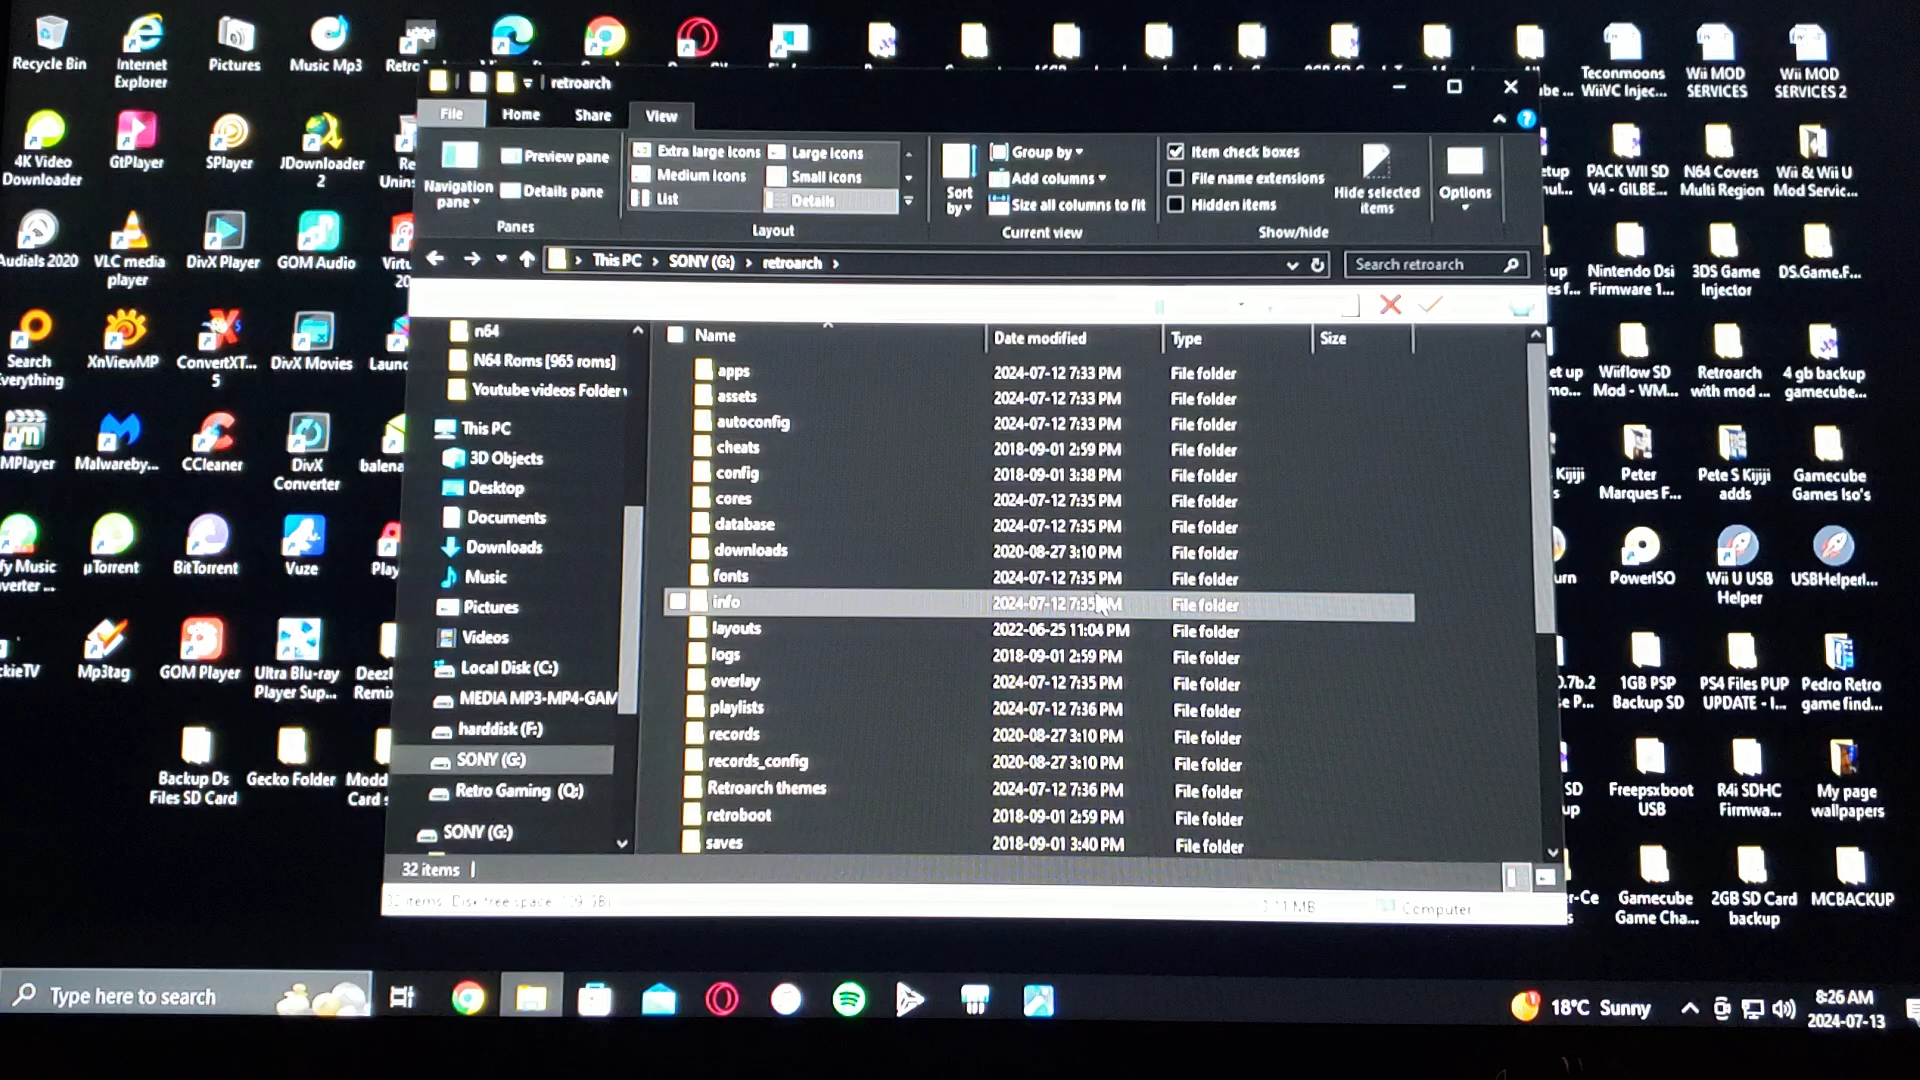 Recycle Bin
Internet
Explorer
Pictures
Music Mp3
4K Video
Downloader
GtPlayer
SPlayer
JDownloader
2
Audials 2020
VLC media
player
DivX Player
GOM Audio
Search
XnViewMP
ConvertXT...
5
DivX Movies
MPlayer
Malwareby...
CCleaner
DivX
Converter
balena
µTorrent
BitTorrent
Vuze
Mp3tag
GOM Player
Ultra Blu-ray
Player Sup...
Backup Ds
Files SD Card
Gecko Folder
retroarch
File
Home
Share
View
Navigation
pane
Preview pane
Details pane
Panes
Extra large icons
Large icons
Medium icons
Small icons
List
Details
Layout
Sort
by
Group by
Add columns
Size all columns to fit
Current view
Item check boxes
File name extensions
Hidden items
Hide selected
items
Show/hide
Options
This PC > SONY (G:) > retroarch >
Search retroarch
n64
N64 Roms [965 roms]
Youtube videos Folder
This PC
3D Objects
Desktop
Documents
Downloads
Music
Pictures
Videos
Local Disk (C:)
MEDIA MP3-MP4-GAM
harddisk (F:)
SONY (G:)
Retro Gaming (Q:)
SONY (G:)
Name Date modified Type Size
apps 2024-07-12 7:33 PM File folder
assets 2024-07-12 7:33 PM File folder
autoconfig 2024-07-12 7:33 PM File folder
cheats 2018-09-01 2:59 PM File folder
config 2018-09-01 3:38 PM File folder
cores 2024-07-12 7:35 PM File folder
database 2024-07-12 7:35 PM File folder
downloads 2020-08-27 3:10 PM File folder
fonts 2024-07-12 7:35 PM File folder
info 2024-07-12 7:35 PM File folder
layouts 2022-06-25 11:04 PM File folder
logs 2018-09-01 2:59 PM File folder
overlay 2024-07-12 7:35 PM File folder
playlists 2024-07-12 7:36 PM File folder
records 2020-08-27 3:10 PM File folder
records_config 2020-08-27 3:10 PM File folder
Retroarch themes 2024-07-12 7:36 PM File folder
retroboot 2018-09-01 2:59 PM File folder
saves 2018-09-01 3:40 PM File folder
32 items
Computer
Teconmoons
WiiVC Injec...
Wii MOD
SERVICES
Wii MOD
SERVICES 2
PACK WII SD
V4 - GILBE...
N64 Covers
Multi Region
Wii & Wii U
Mod Servic...
Nintendo Dsi
Firmware 1...
3DS Game
Injector
DS.Game.F...
Wiiflow SD
Mod - WM...
Retroarch
with mod ...
4 gb backup
gamecube...
Peter
Marques F...
Pete S Kijiji
adds
Gamecube
Games Iso's
PowerISO
Wii U USB
Helper
USBHelperI...
1GB PSP
Backup SD
PS4 Files PUP
UPDATE - I...
Pedro Retro
game find...
Freepsxboot
USB
R4i SDHC
Firmwa...
My page
wallpapers
Gamecube
Game Cha...
2GB SD Card
backup
MCBACKUP
Type here to search
18°C Sunny
8:26 AM
2024-07-13